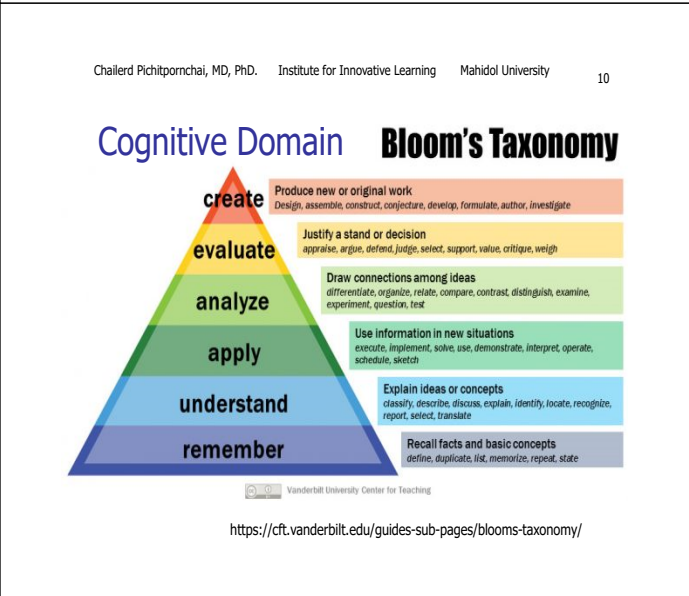 Chailerd Pichitpornchai, MD, PhD. Institute for Innovative Learning Mahidol University 10
Cognitive Domain Bloom's Taxonomy
create
Produce new or original work
Design, assemble, construct, conjecture, develop, formulate, author, investigate
evaluate
Justify a stand or decision
appraise, argue, defend, judge, select, support, value, critique, weigh
analyze
Draw connections among ideas
differentiate, organize, relate, compare, contrast, distinguish, examine,
experiment, question, test
apply
Use information in new situations
execute, implement, solve, use, demonstrate, interpret, operate,
schedule, sketch
understand
Explain ideas or concepts
classify, describe, discuss, explain, identify, locate, recognize,
report, select, translate
remember
Recall facts and basic concepts
define, duplicate, list, memorize, repeat, state
Vanderbilt University Center for Teaching
https://cft.vanderbilt.edu/guides-sub-pages/blooms-taxonomy/